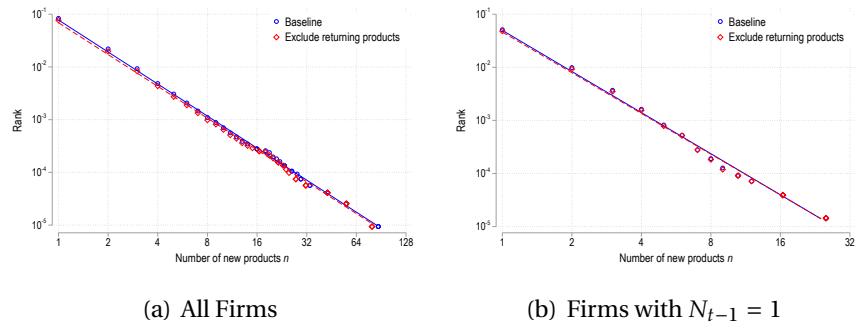 10⁻¹
10⁻²
10⁻³
10⁻⁴
10⁻⁵
Rank
1 2 4 8 16 32 64 128
Number of new products n
Baseline
Exclude returning products
(a) All Firms
10⁻¹
10⁻²
10⁻³
10⁻⁴
10⁻⁵
Rank
1 2 4 8 16 32
Number of new products n
Baseline
Exclude returning products
(b) Firms with Nₜ₋₁ = 1